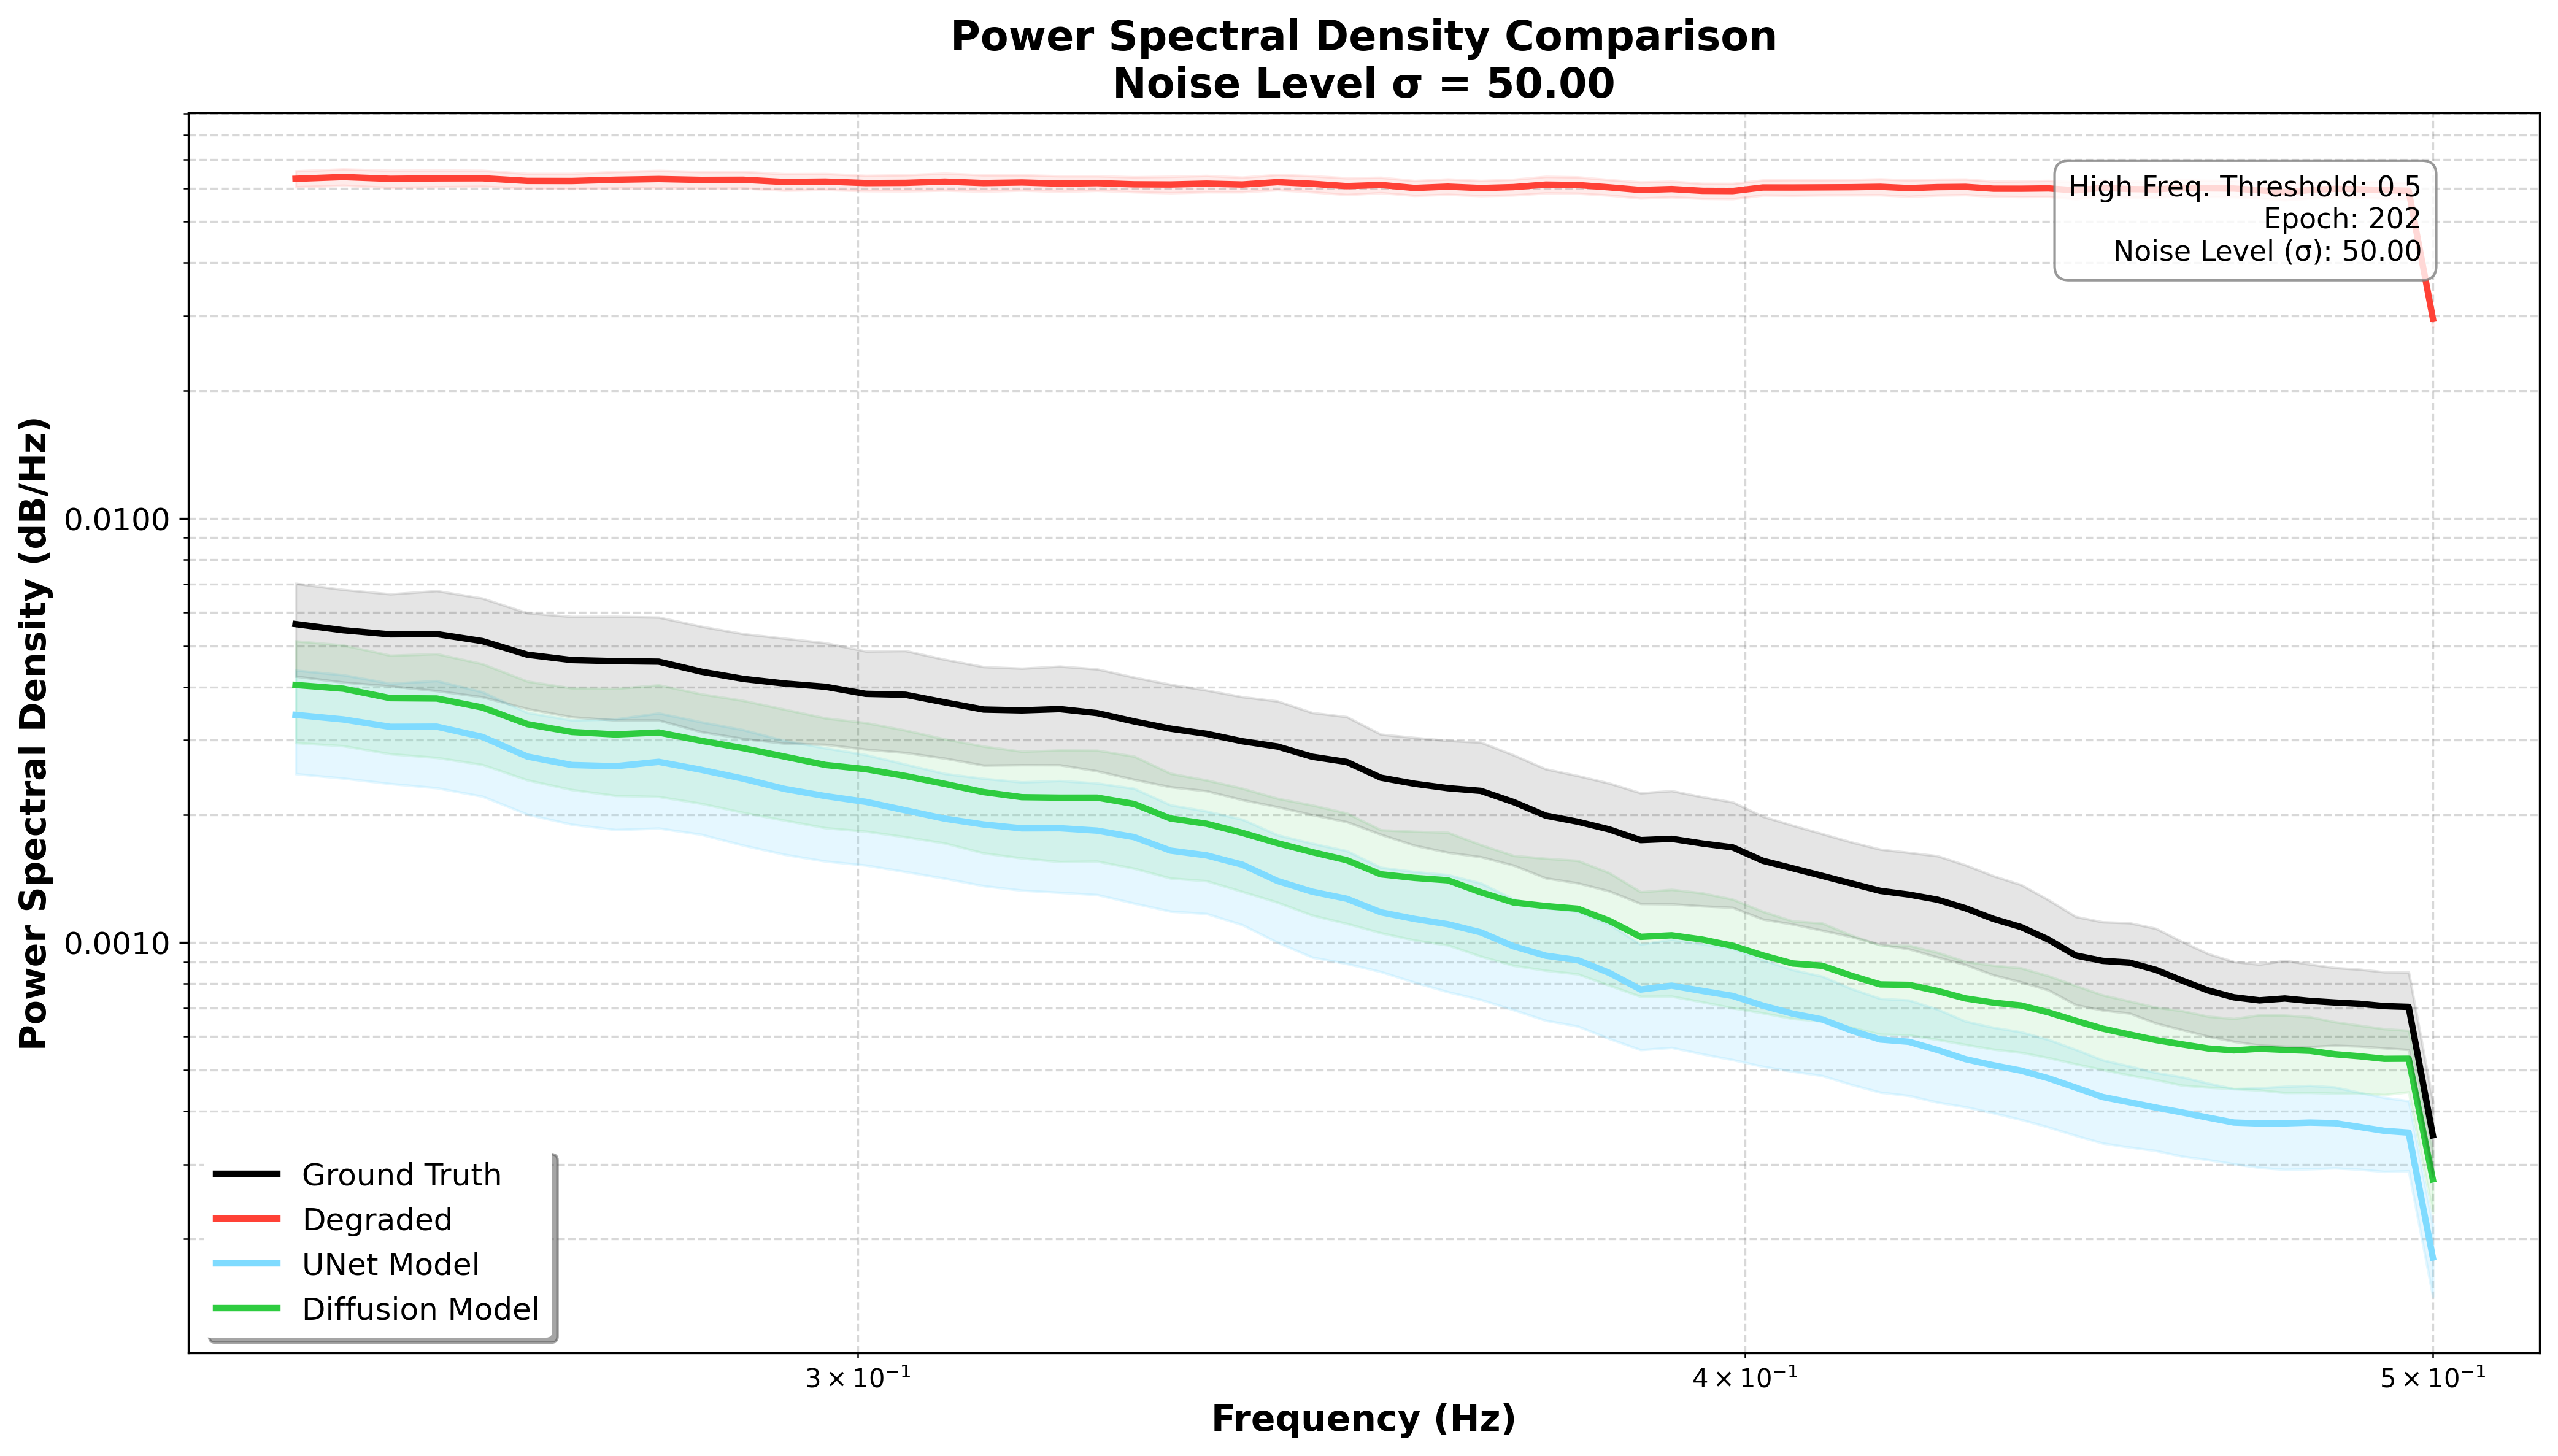 Power Spectral Density Comparison
Noise Level σ = 50.00
High Freq. Threshold: 0.5
Epoch: 202
Noise Level (σ): 50.00
Power Spectral Density (dB/Hz)
0.0100
0.0010
Ground Truth
Degraded
UNet Model
Diffusion Model
3 × 10⁻¹
4 × 10⁻¹
5 × 10⁻¹
Frequency (Hz)